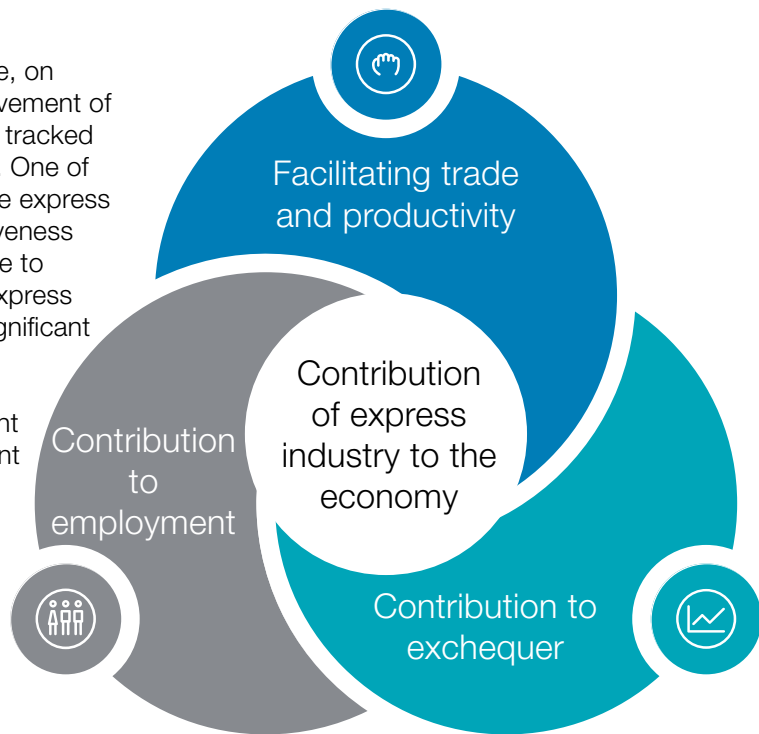 e, on
vement of
tracked
. One of
e express
veness
e to
xpress
gnificant
nt
nt
Facilitating trade
and productivity
Contribution
of express
industry to the
economy
Contribution
to
employment
Contribution to
exchequer